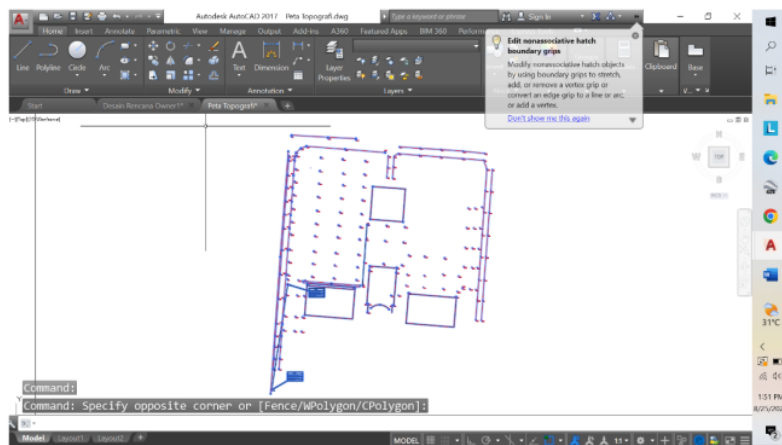 Autodesk AutoCAD 2017 Peta Topografi.dwg
Type a keyword or phrase
Sign In
Home Insert Annotate Parametric View Manage Output Add-ins A360 Featured Apps BIM 360
Line Polyline Circle Arc
Text Dimension
Layer
Properties
Clipboard Base
Draw Modify Annotation Layers
Start Desain Rencana Owner1* Peta Topografi*
Edit nonassociative hatch
boundary grips
Modify nonassociative hatch objects
by using boundary grips to stretch,
add, or remove a vertex grip or
convert an edge grip to a line or arc,
or add a vertex.
Don't show me this again
W TOP
Y
Command:
Command: Specify opposite corner or [Fence/WPolygon/CPolygon]:
Model Layout1 Layout2 +
MODEL
31°C
1:51 PM